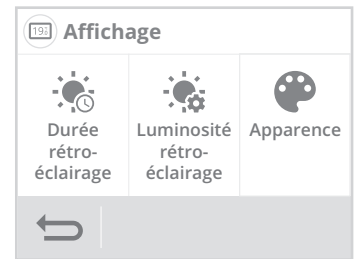 Affichage
Durée
rétro-
éclairage
Luminosité
rétro-
éclairage
Apparence